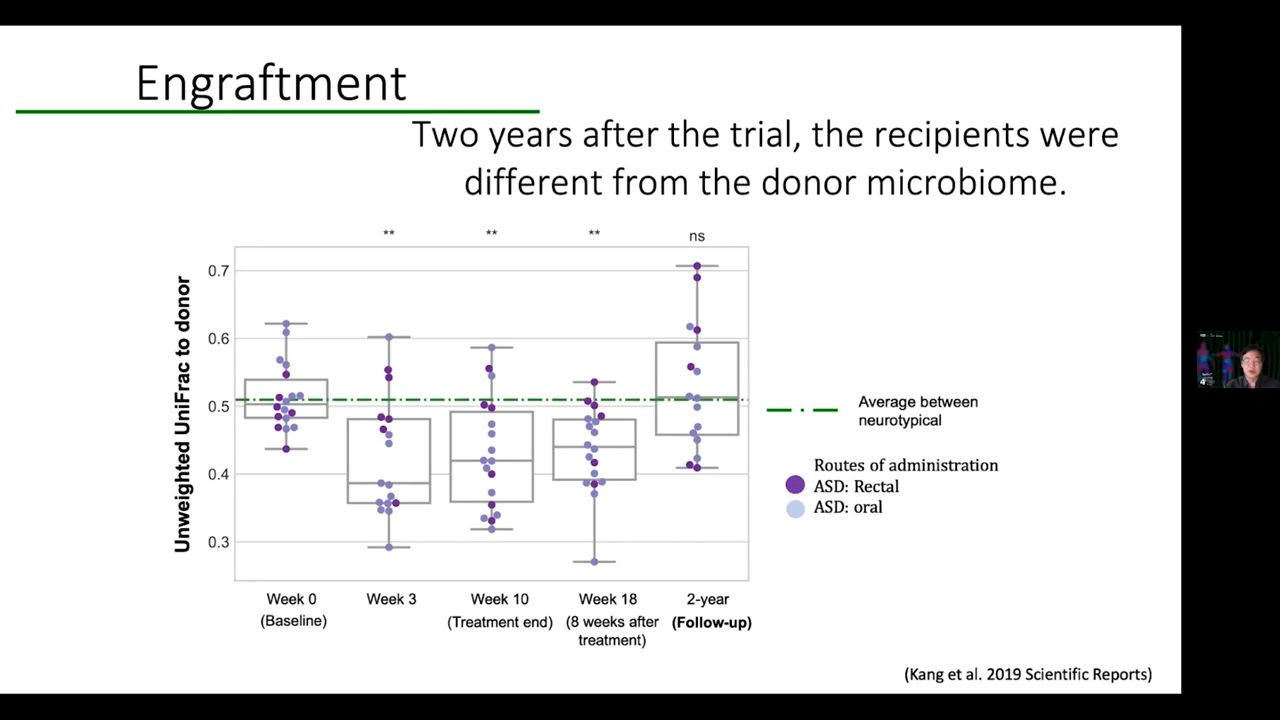 Engraftment
Two years after the trial, the recipients were
different from the donor microbiome.
** ** ** ns
Unweighted UniFrac to donor
0.7
0.6
0.5
0.4
0.3
Week 0
(Baseline)
Week 3
Week 10
(Treatment end)
Week 18
(8 weeks after
treatment)
2-year
(Follow-up)
Average between
neurotypical
Routes of administration
ASD: Rectal
ASD: oral
(Kang et al. 2019 Scientific Reports)